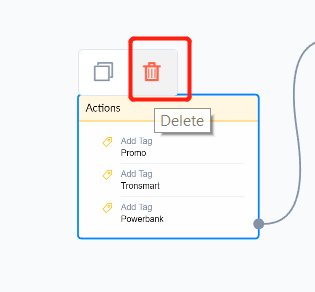 Actions
Delete
Add Tag
Promo
Add Tag
Tronsmart
Add Tag
Powerbank